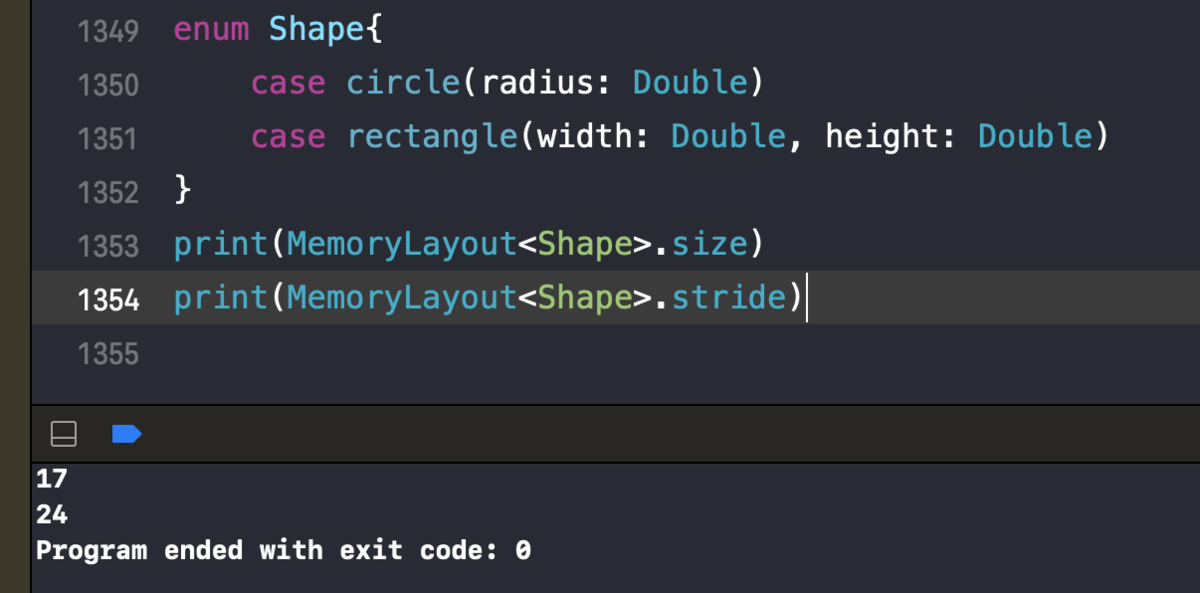 1349 enum Shape{
1350     case circle(radius: Double)
1351     case rectangle(width: Double, height: Double)
1352 }
1353 print(MemoryLayout<Shape>.size)
1354 print(MemoryLayout<Shape>.stride)
1355
17
24
Program ended with exit code: 0